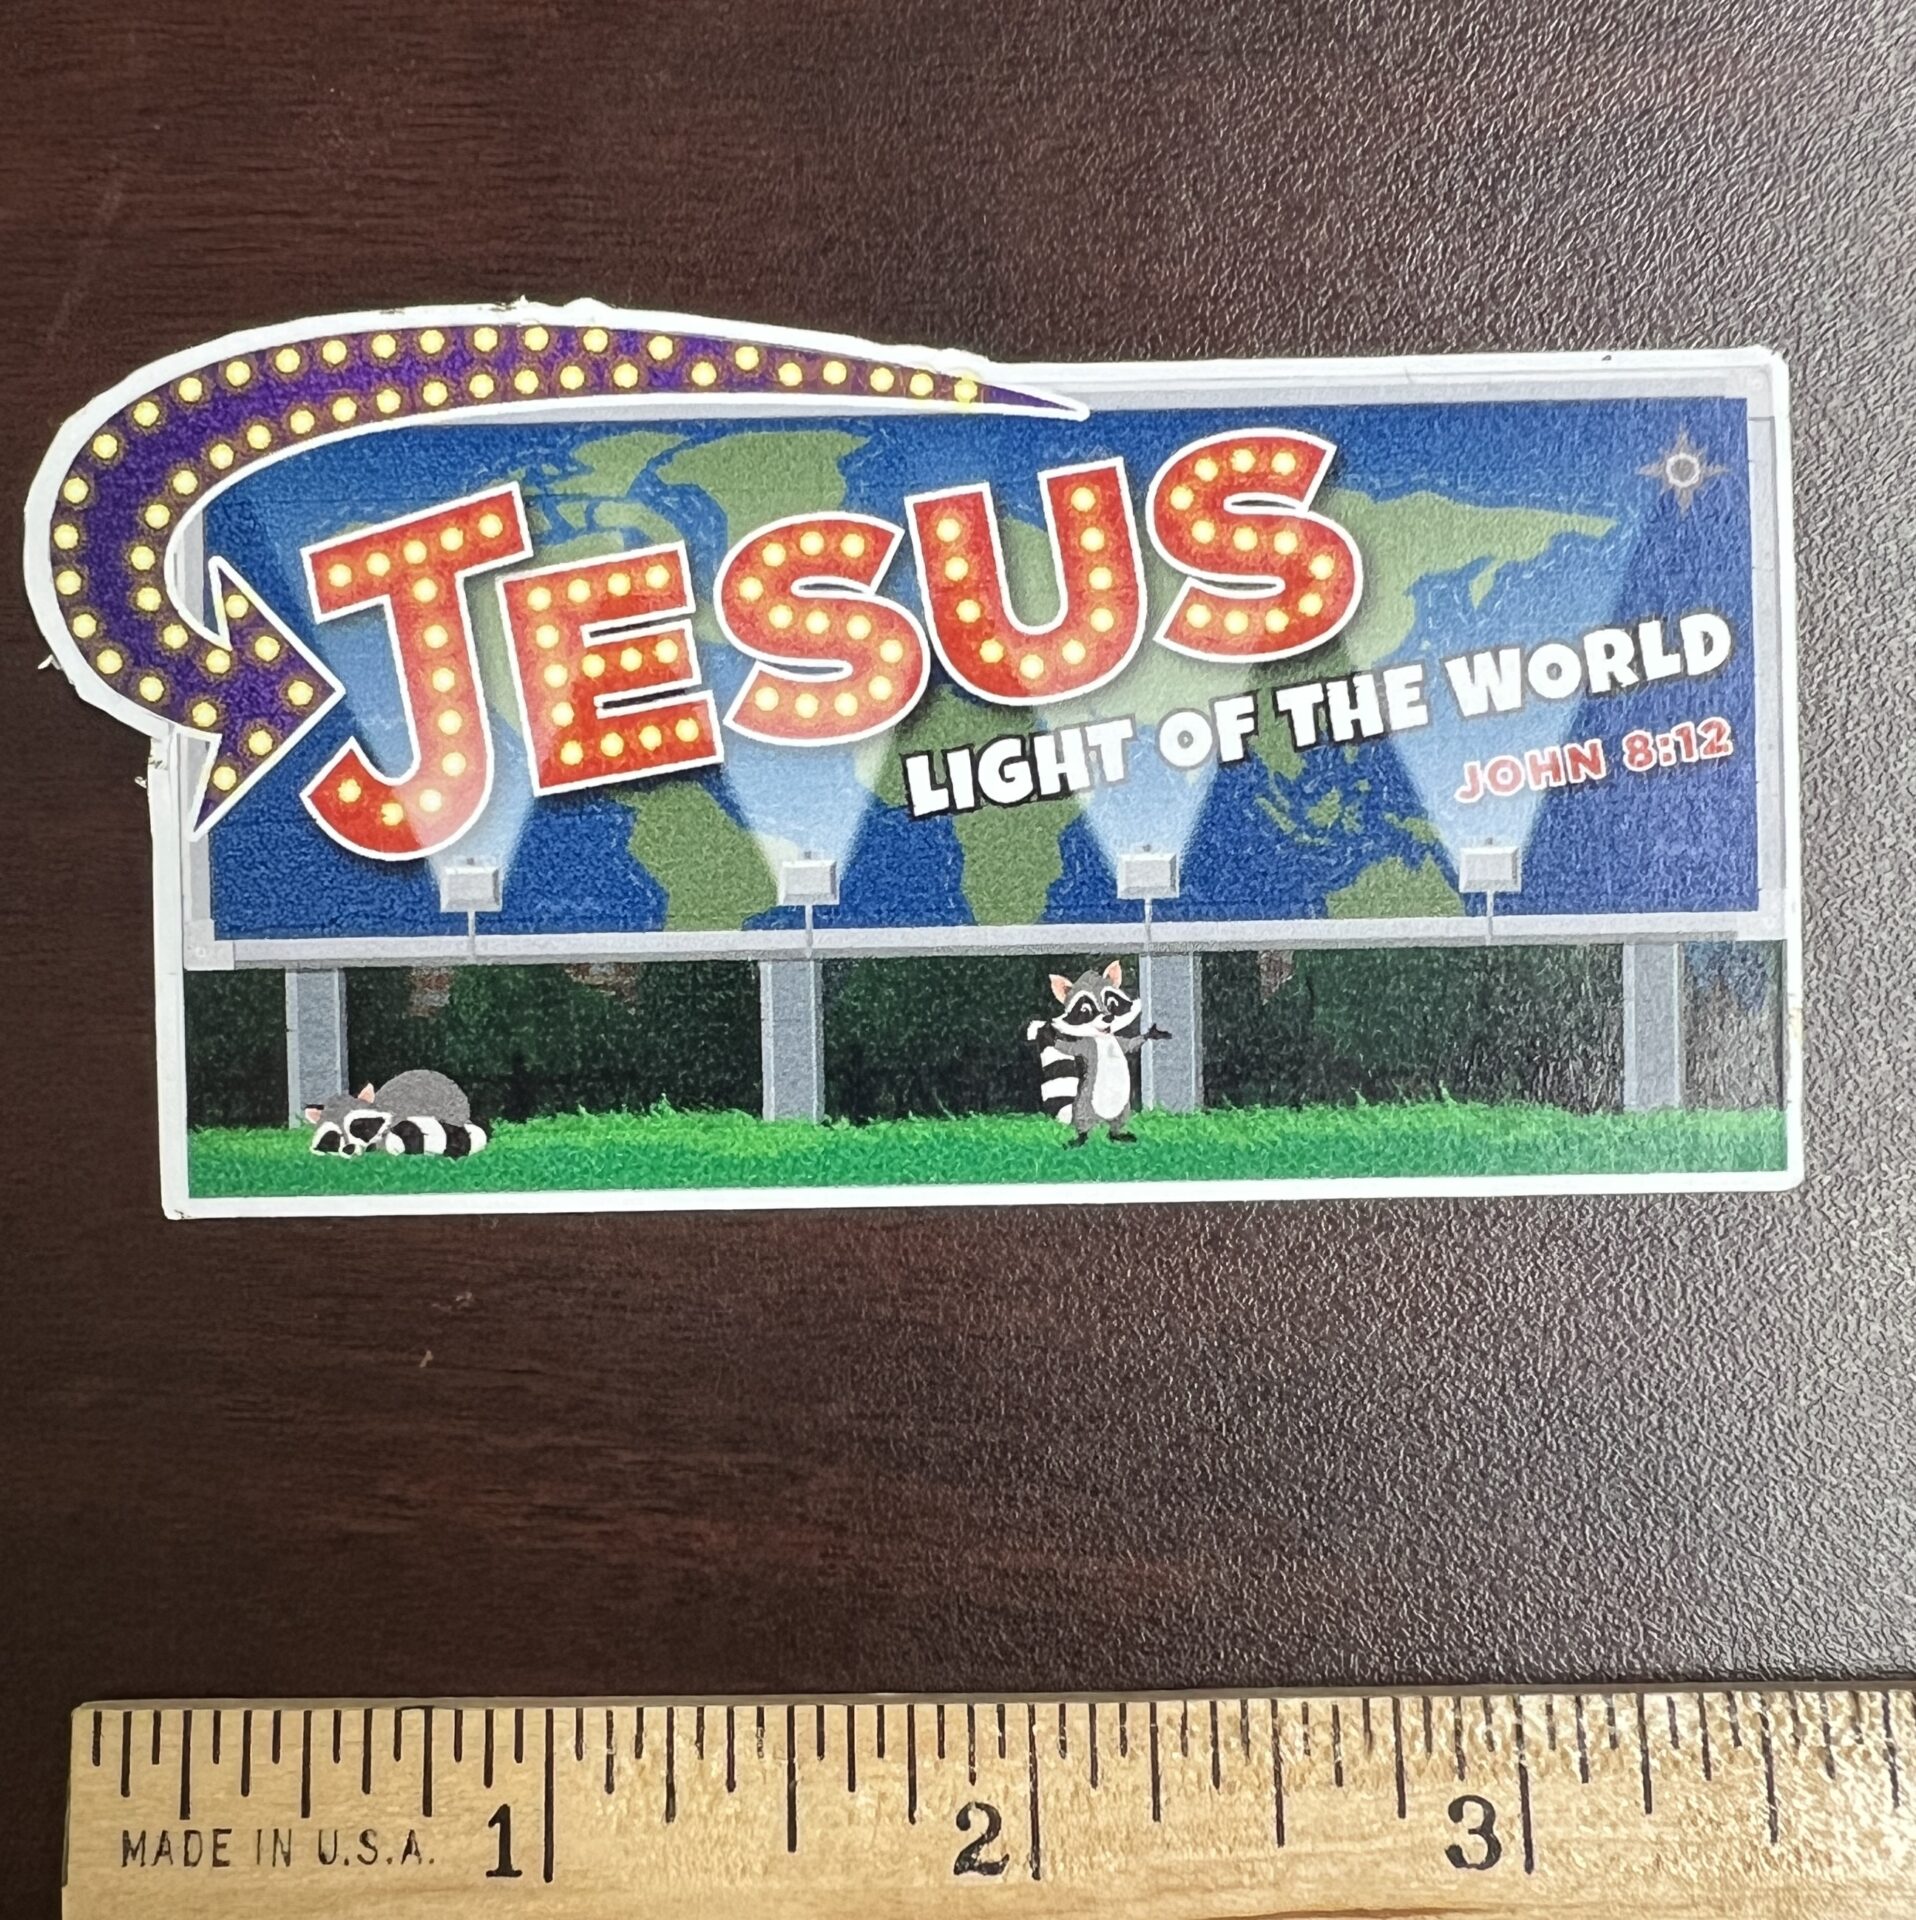 JESUS
LIGHT OF THE WORLD
JOHN 8:12
MADE IN U.S.A.
1 2 3